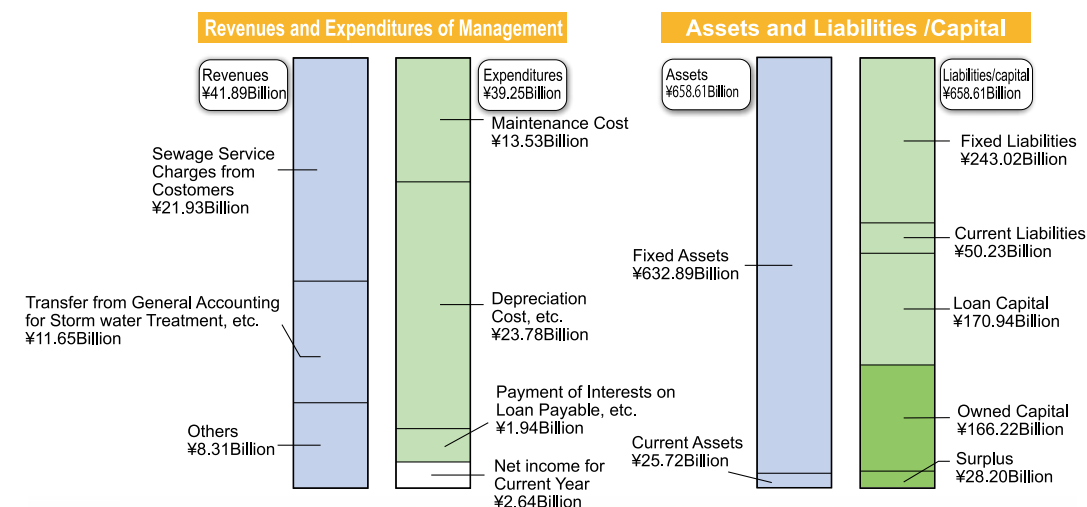 Revenues and Expenditures of Management
Revenues
¥41.89Billion
Expenditures
¥39.25Billion
Sewage Service
Charges from
Costomers
¥21.93Billion
Transfer from General Accounting
for Storm water Treatment, etc.
¥11.65Billion
Others
¥8.31Billion
Maintenance Cost
¥13.53Billion
Depreciation
Cost, etc.
¥23.78Billion
Payment of Interests on
Loan Payable, etc.
¥1.94Billion
Net income for
Current Year
¥2.64Billion
Assets and Liabilities /Capital
Assets
¥658.61Billion
Liabilities/capital
¥658.61Billion
Fixed Assets
¥632.89Billion
Current Assets
¥25.72Billion
Fixed Liabilities
¥243.02Billion
Current Liabilities
¥50.23Billion
Loan Capital
¥170.94Billion
Owned Capital
¥166.22Billion
Surplus
¥28.20Billion